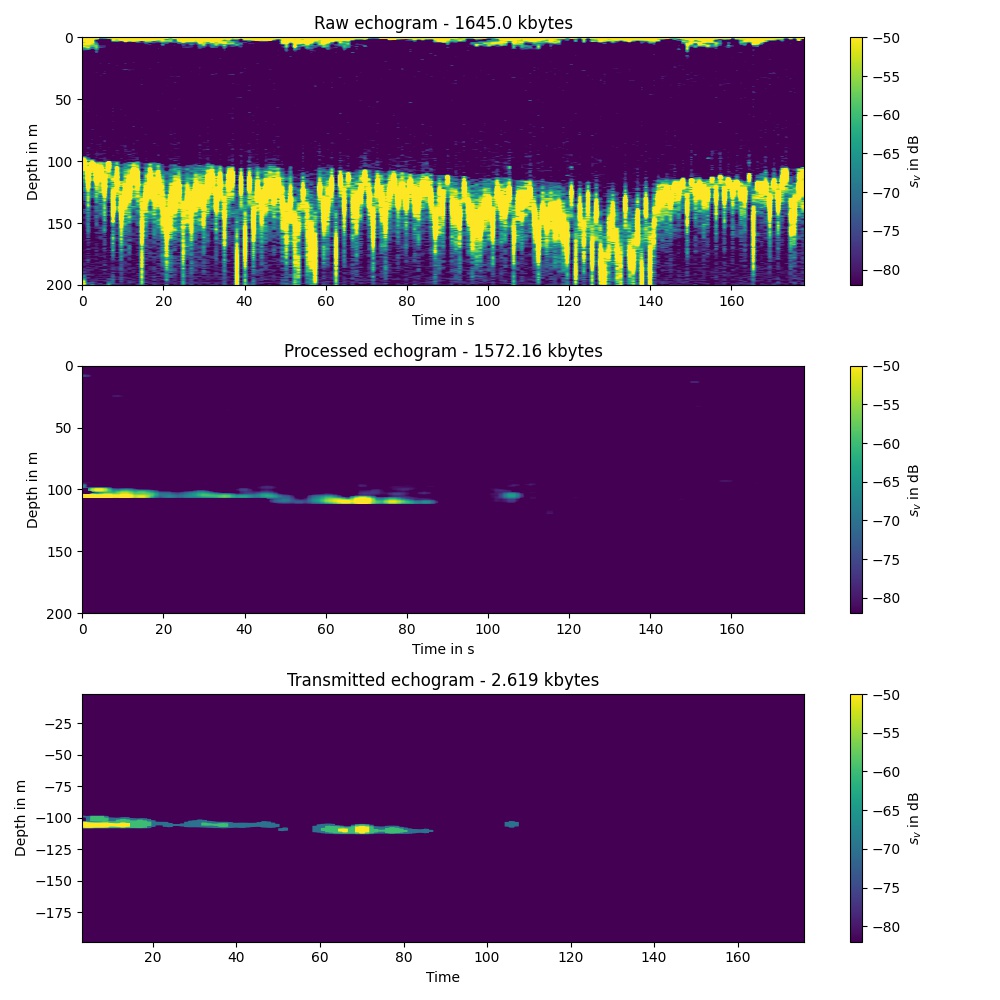 Raw echogram - 1645.0 kbytes
0
50
100
150
200
Depth in m
0 20 40 60 80 100 120 140 160
Time in s
−50
−55
−60
−65
−70
−75
−80
sᵥ in dB
Processed echogram - 1572.16 kbytes
0
50
100
150
200
Depth in m
0 20 40 60 80 100 120 140 160
Time in s
−50
−55
−60
−65
−70
−75
−80
sᵥ in dB
Transmitted echogram - 2.619 kbytes
−25
−50
−75
−100
−125
−150
−175
Depth in m
20 40 60 80 100 120 140 160
Time
−50
−55
−60
−65
−70
−75
−80
sᵥ in dB